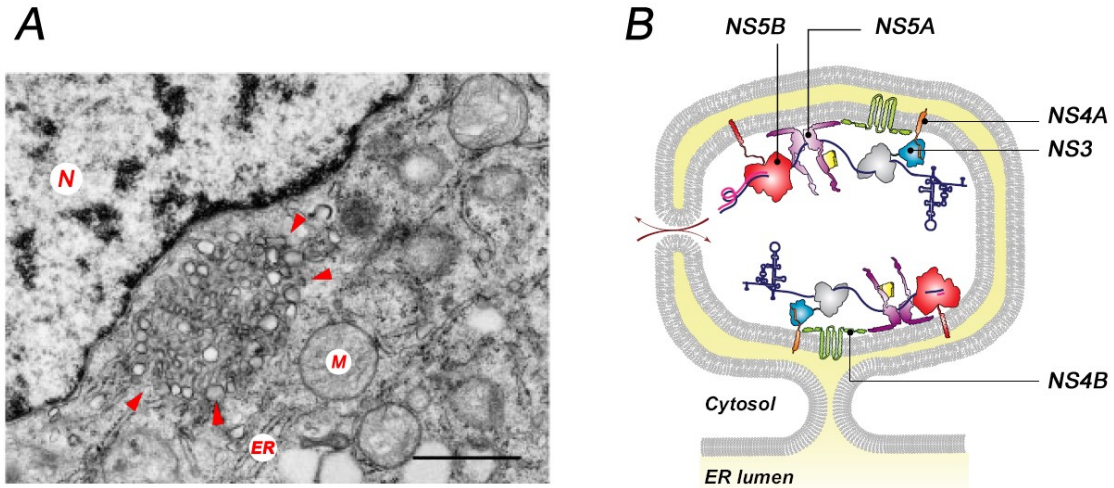 A
N
M
ER
B
NS5B
NS5A
NS4A
NS3
NS4B
Cytosol
ER lumen